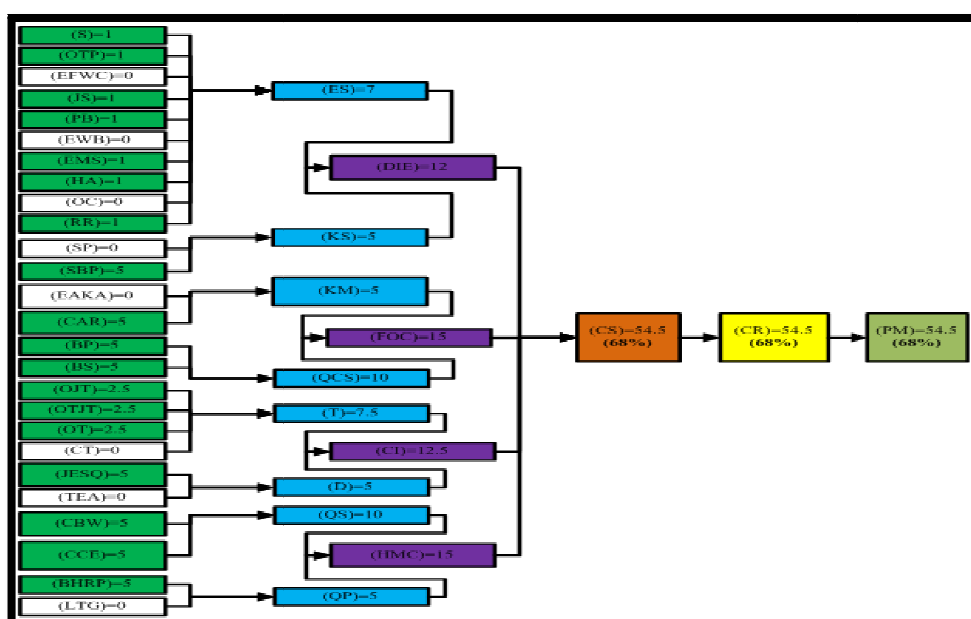 (S)=1
(OTP)=1
(EFWC)=0
(JS)=1
(PB)=1
(EWB)=0
(EMS)=1
(HA)=1
(OC)=0
(RR)=1
(SP)=0
(SBP)=5
(EAKA)=0
(CAR)=5
(BP)=5
(BS)=5
(OJT)=2.5
(OTJT)=2.5
(OT)=2.5
(CT)=0
(JESQ)=5
(TEA)=0
(CBW)=5
(CCE)=5
(BHRP)=5
(LTG)=0
(ES)=7
(KS)=5
(KM)=5
(QCS)=10
(T)=7.5
(D)=5
(QS)=10
(QP)=5
(DIE)=12
(FOC)=15
(CI)=12.5
(HMC)=15
(CS)=54.5
(68%)
(CR)=54.5
(68%)
(PM)=54.5
(68%)